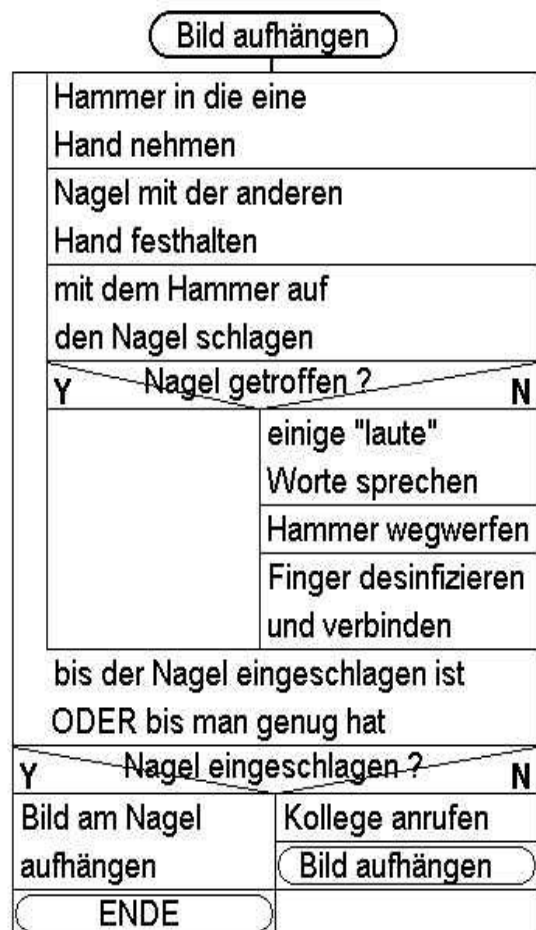 Bild aufhängen
Hammer in die eine
Hand nehmen
Nagel mit der anderen
Hand festhalten
mit dem Hammer auf
den Nagel schlagen
Nagel getroffen ?
Y
N
einige "laute"
Worte sprechen
Hammer wegwerfen
Finger desinfizieren
und verbinden
bis der Nagel eingeschlagen ist
ODER bis man genug hat
Nagel eingeschlagen ?
Y
N
Bild am Nagel
aufhängen
ENDE
Kollege anrufen
Bild aufhängen